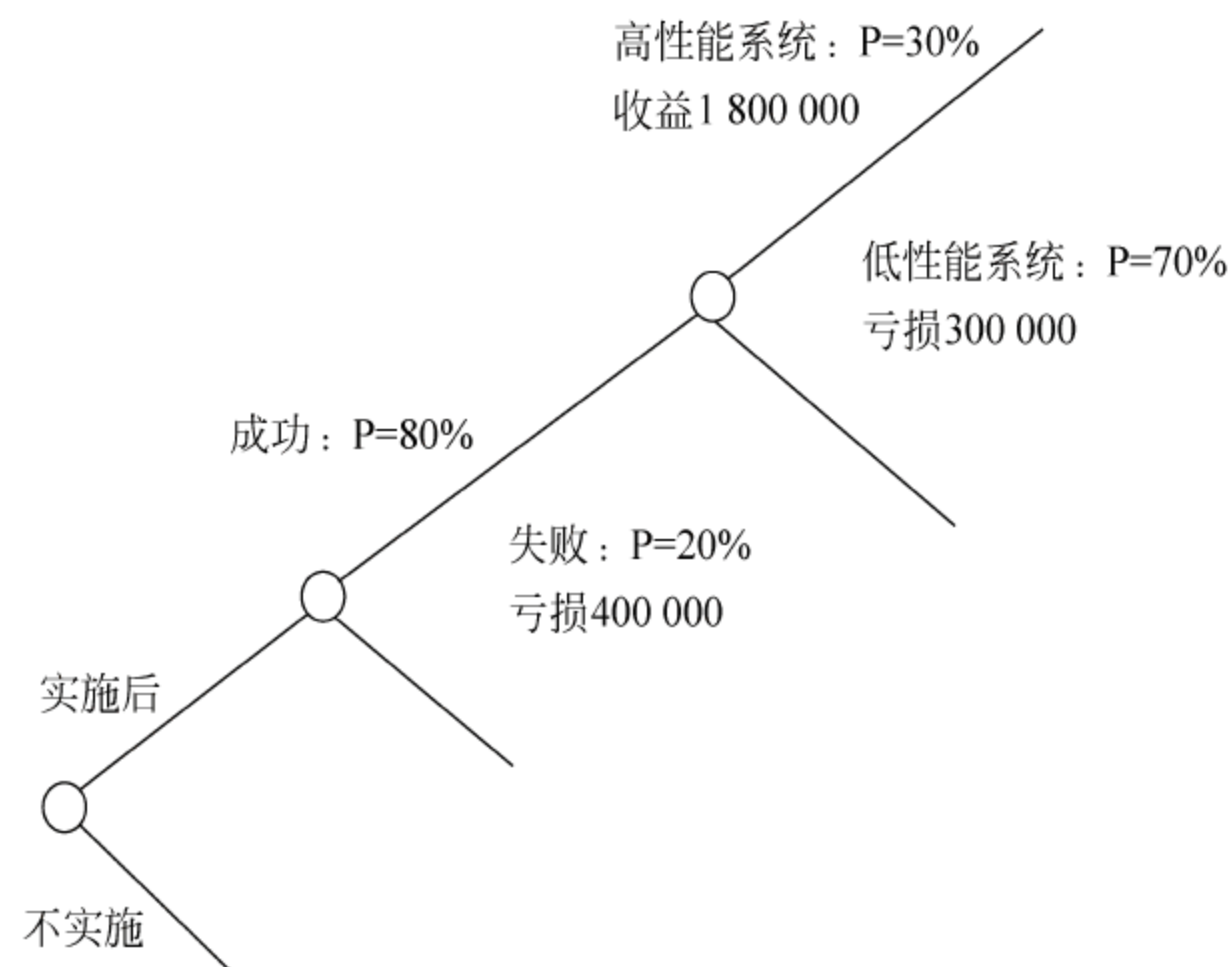 高性能系统：P=30%
收益1 800 000
低性能系统：P=70%
亏损300 000
成功：P=80%
失败：P=20%
亏损400 000
实施后
不实施